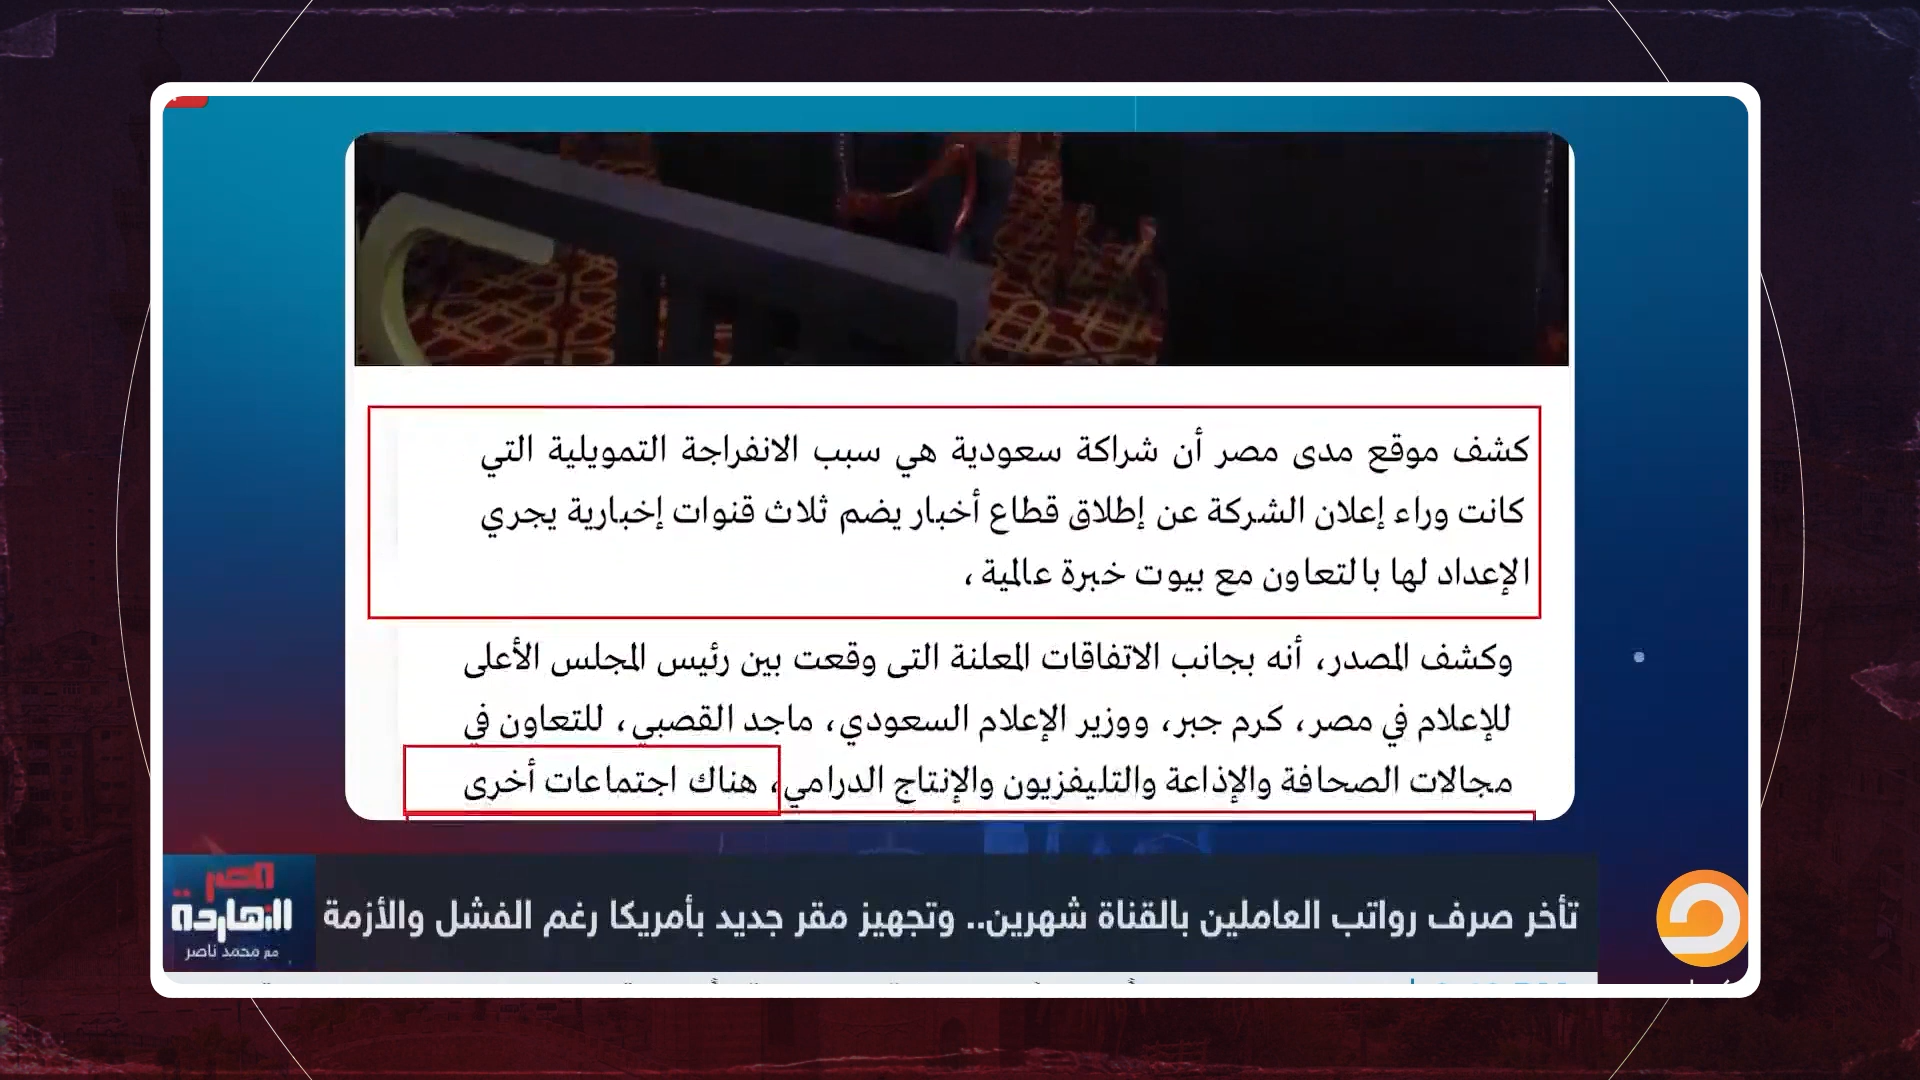 كشف موقع مدى مصر أن شراكة سعودية هي سبب الانفراجة التمويلية التي
كانت وراء إعلان الشركة عن إطلاق قطاع أخبار يضم ثلاث قنوات إخبارية يجري
الإعداد لها بالتعاون مع بيوت خبرة عالمية ،
وكشف المصدر، أنه بجانب الاتفاقات المعلنة التى وقعت بين رئيس المجلس الأعلى
للإعلام في مصر، كرم جبر، ووزير الإعلام السعودي، ماجد القصبي، للتعاون في
مجالات الصحافة والإذاعة والتليفزيون والإنتاج الدرامي، هناك اجتماعات أخرى
تأخر صرف رواتب العاملين بالقناة شهرين.. وتجهيز مقر جديد بأمريكا رغم الفشل والأزمة
مصر
النهاردة
مع محمد ناصر